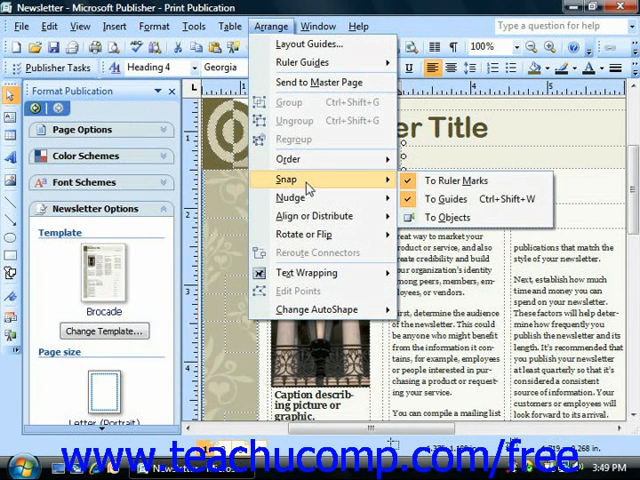 Newsletter - Microsoft Publisher - Print Publication
File Edit View Insert Format Tools Table Arrange Window Help
Type a question for help
100%
Publisher Tasks Heading 4 Georgia
Format Publication
Page Options
Color Schemes
Font Schemes
Newsletter Options
Template
Brocade
Change Template...
Page size
Letter (Portrait)
Layout Guides...
Ruler Guides
Send to Master Page
Group Ctrl+Shift+G
Ungroup Ctrl+Shift+G
Regroup
Order
Snap
Nudge
Align or Distribute
Rotate or Flip
Reroute Connectors
Text Wrapping
Edit Points
Change AutoShape
To Ruler Marks
To Guides Ctrl+Shift+W
To Objects
er Title
great way to market your
product or service, and also
create credibility and build
your organization's identity
among peers, members, em-
ployees, or vendors.
First, determine the audience
of the newsletter. This could
be anyone who might benefit
from the information it con-
tains, for example, employees
or people interested in pur-
chasing a product or request-
ing your service.
You can compile a mailing list
publications that match the
style of your newsletter.
Next, establish how much
time and money you can
spend on your newsletter.
These factors will help deter-
mine how frequently you
publish your newsletter and its
length. It's recommended that
you publish your newsletter
at least quarterly so that it's
considered a consistent
source of information. Your
customers or employees will
look forward to its arrival.
Caption describ-
ing picture or
graphic.
www.teachucomp.com/free
3:49 PM